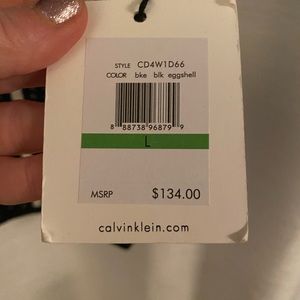 STYLE CD4W1D66
COLOR bke blk eggshell
8 88738 96879 9
L
MSRP $134.00
calvinklein.com